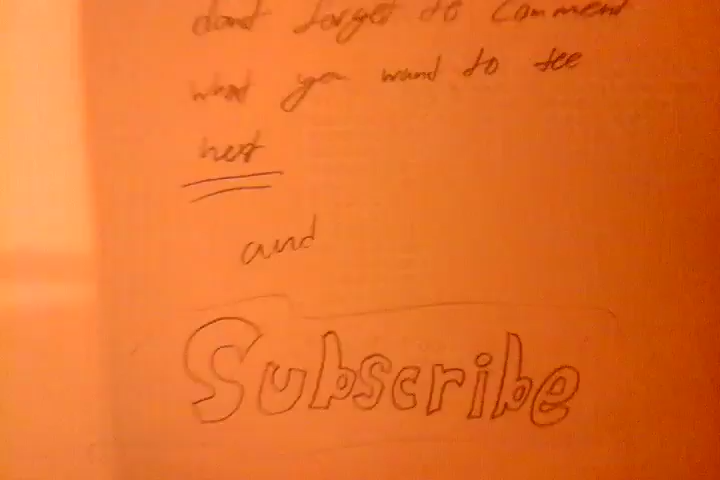 dont forget to comment
what you want to see
next
and
Subscribe